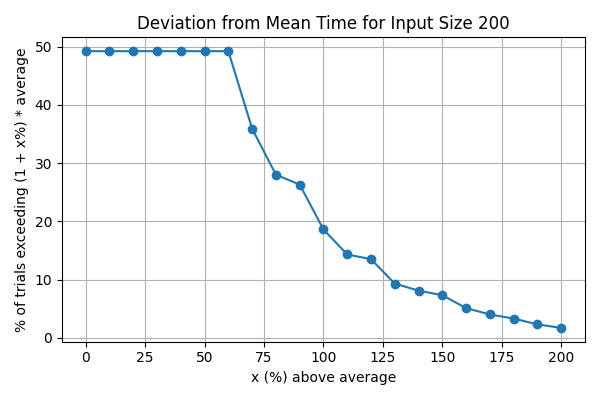 Deviation from Mean Time for Input Size 200
% of trials exceeding (1 + x%) * average
50
40
30
20
10
0
0 25 50 75 100 125 150 175 200
x (%) above average